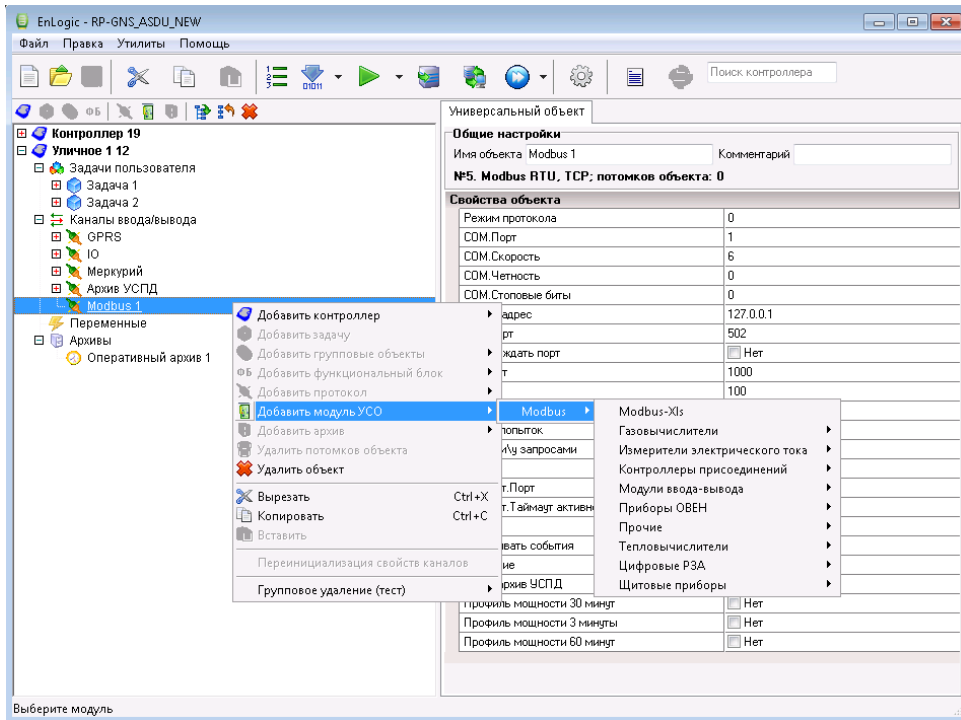 EnLogic - RP-GNS_ASDU_NEW
Файл Правка Утилиты Помощь
Поиск контроллера
ФБ
Контроллер 19
Уличное 1 12
Задачи пользователя
Задача 1
Задача 2
Каналы ввода/вывода
GPRS
IO
Меркурий
Архив УСПД
Modbus 1
Переменные
Архивы
Оперативный архив 1
Универсальный объект
Общие настройки
Имя объекта Modbus 1 Комментарий
№5. Modbus RTU, TCP; потомков объекта: 0
Свойства объекта
Режим протокола 0
COM.Порт 1
COM.Скорость 6
COM.Четность 0
COM.Стоповые биты 0
адрес 127.0.0.1
рт 502
ждать порт Нет
т 1000
100
попыток
м\у запросами
т.Порт
т.Таймаут активн
вать события
ие
рхив УСПД
Профиль мощности 30 минут Нет
Профиль мощности 3 минуты Нет
Профиль мощности 60 минут Нет
Добавить контроллер
Добавить задачу
Добавить групповые объекты
ФБ Добавить функциональный блок
Добавить протокол
Добавить модуль УСО
Добавить архив
Удалить потомков объекта
Удалить объект
Вырезать Ctrl+X
Копировать Ctrl+C
Вставить
Переинициализация свойств каналов
Групповое удаление (тест)
Modbus
Modbus-Xls
Газовычислители
Измерители электрического тока
Контроллеры присоединений
Модули ввода-вывода
Приборы ОВЕН
Прочие
Тепловычислители
Цифровые РЗА
Щитовые приборы
Выберите модуль